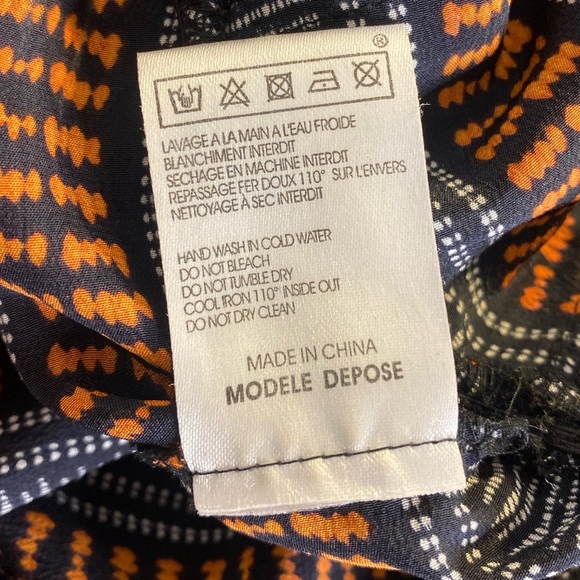 ®
LAVAGE A LA MAIN A L'EAU FROIDE
BLANCHIMENT INTERDIT
SECHAGE EN MACHINE INTERDIT
REPASSAGE FER DOUX 110° SUR L'ENVERS
NETTOYAGE À SEC INTERDIT
HAND WASH IN COLD WATER
DO NOT BLEACH
DO NOT TUMBLE DRY
COOL IRON 110° INSIDE OUT
DO NOT DRY CLEAN
MADE IN CHINA
MODELE DEPOSE